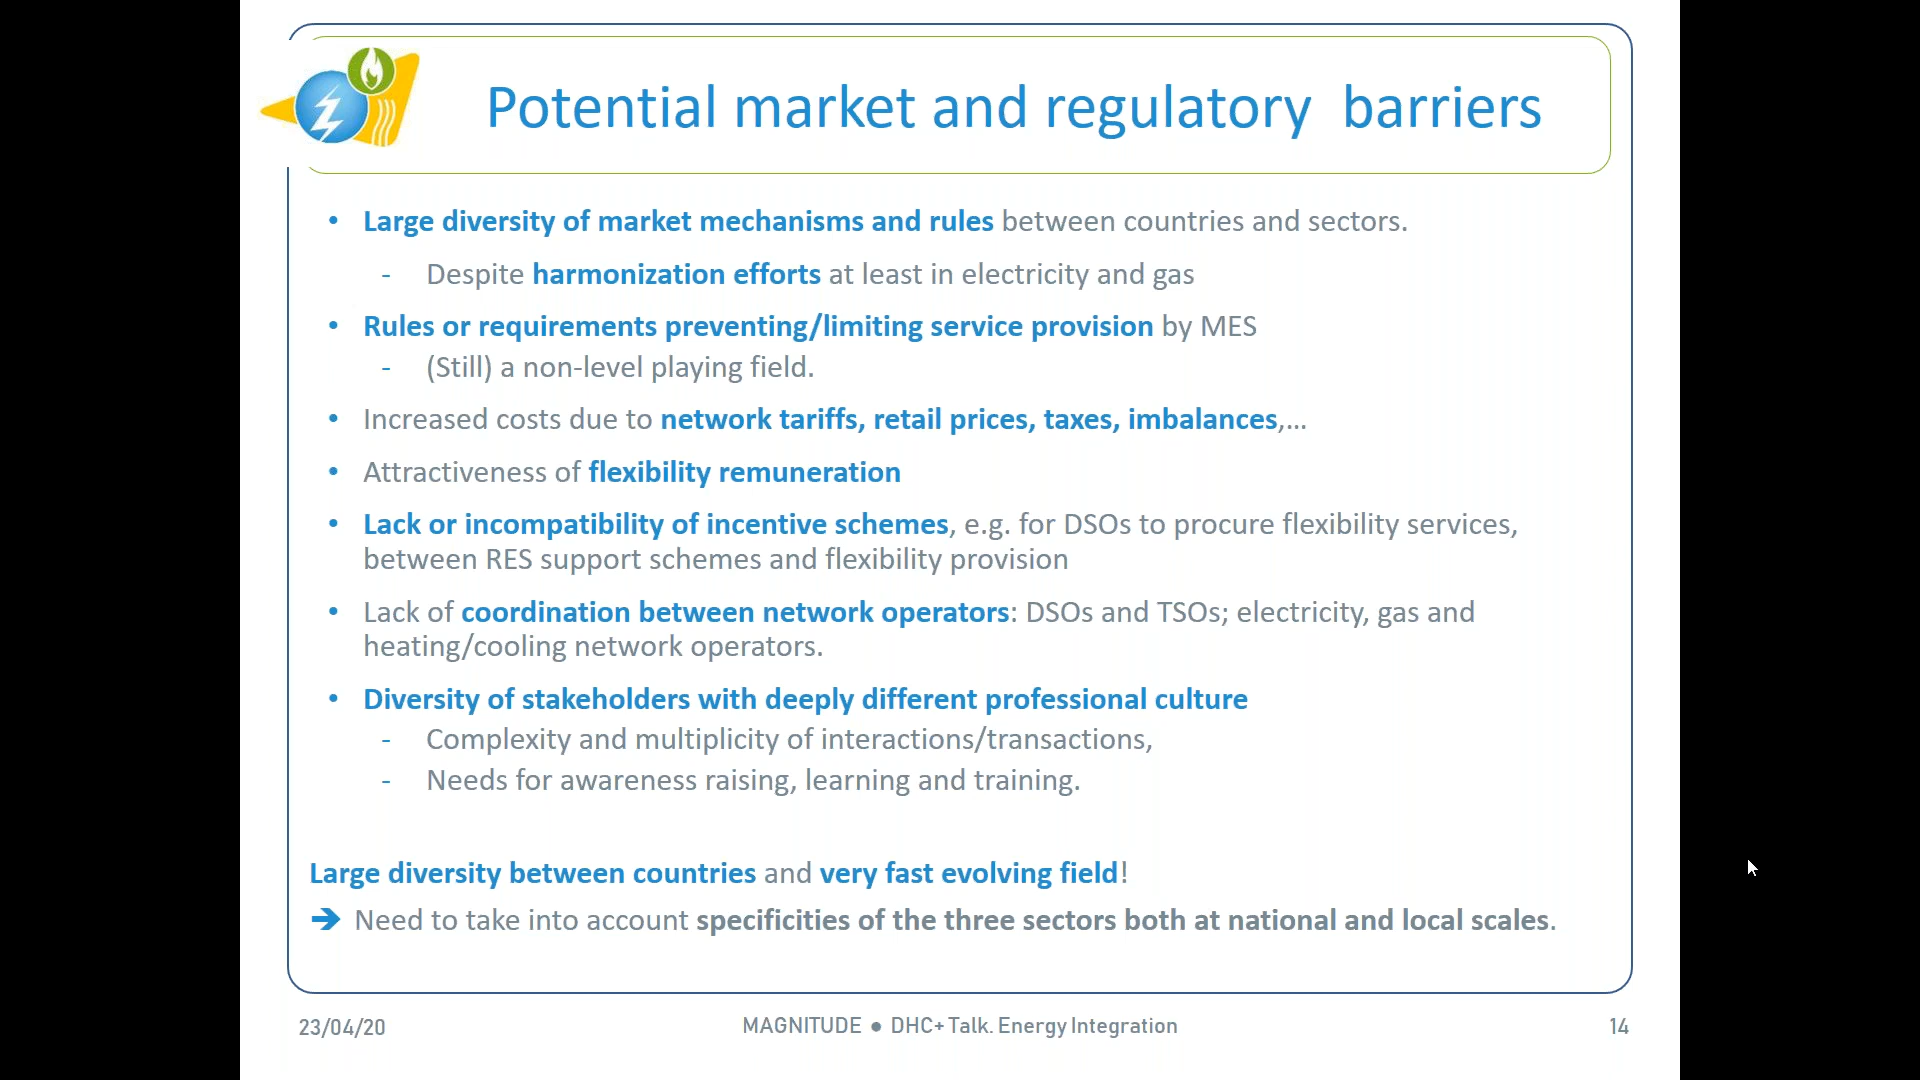 Potential market and regulatory barriers
• Large diversity of market mechanisms and rules between countries and sectors.
- Despite harmonization efforts at least in electricity and gas
• Rules or requirements preventing/limiting service provision by MES
- (Still) a non-level playing field.
• Increased costs due to network tariffs, retail prices, taxes, imbalances,...
• Attractiveness of flexibility remuneration
• Lack or incompatibility of incentive schemes, e.g. for DSOs to procure flexibility services,
between RES support schemes and flexibility provision
• Lack of coordination between network operators: DSOs and TSOs; electricity, gas and
heating/cooling network operators.
• Diversity of stakeholders with deeply different professional culture
- Complexity and multiplicity of interactions/transactions,
- Needs for awareness raising, learning and training.
Large diversity between countries and very fast evolving field!
➔ Need to take into account specificities of the three sectors both at national and local scales.
23/04/20 MAGNITUDE ● DHC+ Talk. Energy Integration 14